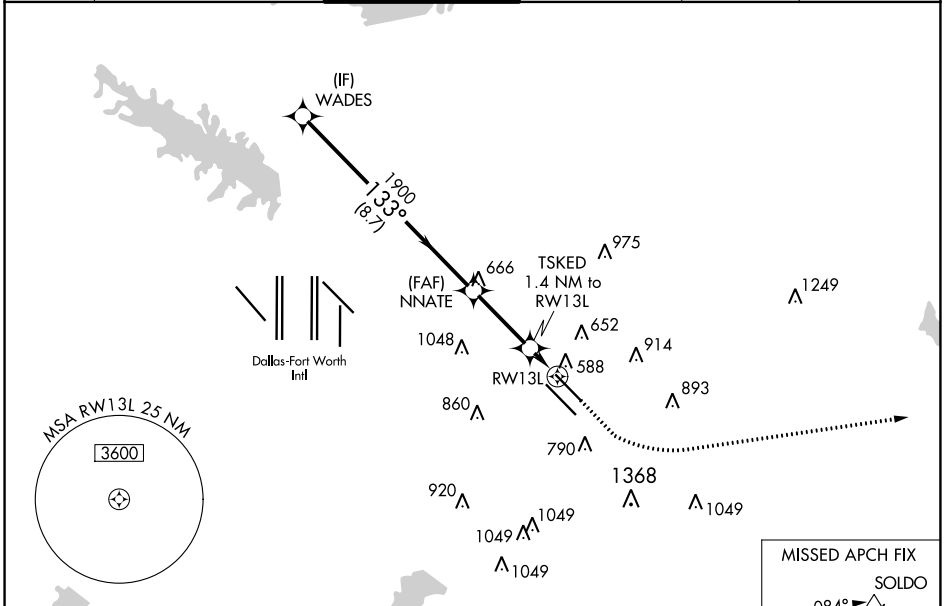 (IF)
WADES
1900
133°
(8.7)
975
TSKED
1.4 NM to
RW13L
666
(FAF)
NNATE
1249
652
1048
914
Dallas-Fort Worth
Intl
588
RW13L
893
860
MSA RW13L 25 NM
3600
790
1368
920
1049
1049
1049
1049
MISSED APCH FIX
SOLDO
084°